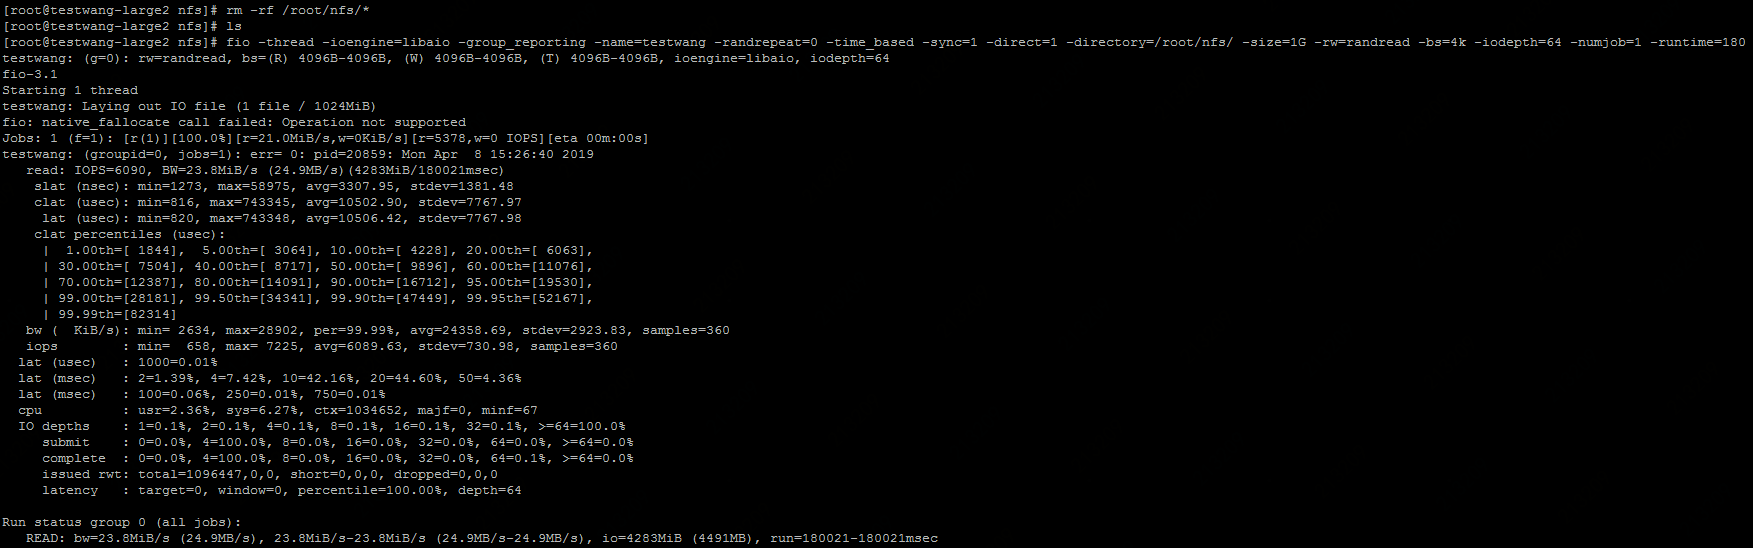 [root@testwang-large2 nfs]# rm -rf /root/nfs/*
[root@testwang-large2 nfs]# ls
[root@testwang-large2 nfs]# fio -thread -ioengine=libaio -group_reporting -name=testwang -randrepeat=0 -time_based -sync=1 -direct=1 -directory=/root/nfs/ -size=1G -rw=randread -bs=4k -iodepth=64 -numjob=1 -runtime=180
testwang: (g=0): rw=randread, bs=(R) 4096B-4096B, (W) 4096B-4096B, (T) 4096B-4096B, ioengine=libaio, iodepth=64
fio-3.1
Starting 1 thread
testwang: Laying out IO file (1 file / 1024MiB)
fio: native_fallocate call failed: Operation not supported
Jobs: 1 (f=1): [r(1)][100.0%][r=21.0MiB/s,w=0KiB/s][r=5378,w=0 IOPS][eta 00m:00s]
testwang: (groupid=0, jobs=1): err= 0: pid=20859: Mon Apr  8 15:26:40 2019
   read: IOPS=6090, BW=23.8MiB/s (24.9MB/s)(4283MiB/180021msec)
    slat (nsec): min=1273, max=58975, avg=3307.95, stdev=1381.48
    clat (usec): min=816, max=743345, avg=10502.90, stdev=7767.97
     lat (usec): min=820, max=743348, avg=10506.42, stdev=7767.98
    clat percentiles (usec):
     |  1.00th=[ 1844],  5.00th=[ 3064], 10.00th=[ 4228], 20.00th=[ 6063],
     | 30.00th=[ 7504], 40.00th=[ 8717], 50.00th=[ 9896], 60.00th=[11076],
     | 70.00th=[12387], 80.00th=[14091], 90.00th=[16712], 95.00th=[19530],
     | 99.00th=[28181], 99.50th=[34341], 99.90th=[47449], 99.95th=[52167],
     | 99.99th=[82314]
   bw (  KiB/s): min= 2634, max=28902, per=99.99%, avg=24358.69, stdev=2923.83, samples=360
   iops        : min=  658, max= 7225, avg=6089.63, stdev=730.98, samples=360
  lat (usec)   : 1000=0.01%
  lat (msec)   : 2=1.39%, 4=7.42%, 10=42.16%, 20=44.60%, 50=4.36%
  lat (msec)   : 100=0.06%, 250=0.01%, 750=0.01%
  cpu          : usr=2.36%, sys=6.27%, ctx=1034652, majf=0, minf=67
  IO depths    : 1=0.1%, 2=0.1%, 4=0.1%, 8=0.1%, 16=0.1%, 32=0.1%, >=64=100.0%
     submit    : 0=0.0%, 4=100.0%, 8=0.0%, 16=0.0%, 32=0.0%, 64=0.0%, >=64=0.0%
     complete  : 0=0.0%, 4=100.0%, 8=0.0%, 16=0.0%, 32=0.0%, 64=0.1%, >=64=0.0%
     issued rwt: total=1096447,0,0, short=0,0,0, dropped=0,0,0
     latency   : target=0, window=0, percentile=100.00%, depth=64
Run status group 0 (all jobs):
   READ: bw=23.8MiB/s (24.9MB/s), 23.8MiB/s-23.8MiB/s (24.9MB/s-24.9MB/s), io=4283MiB (4491MB), run=180021-180021msec